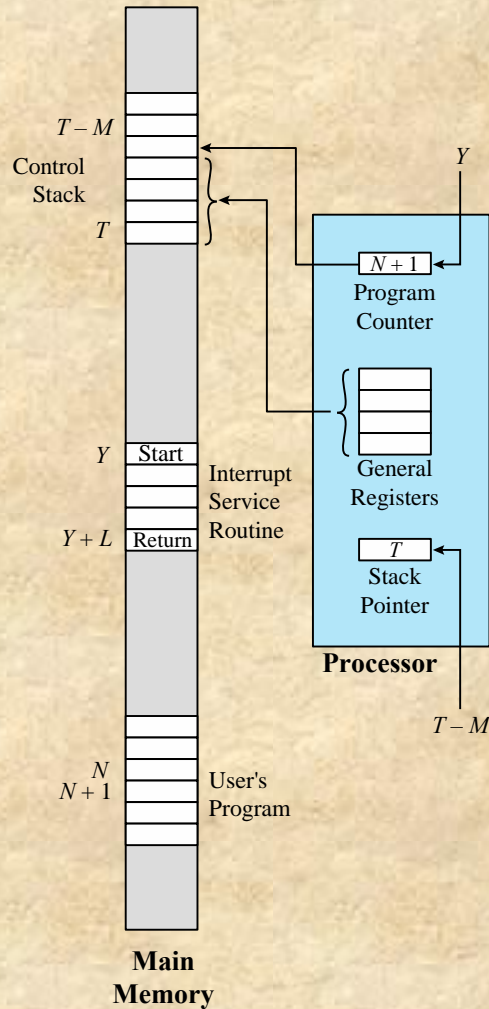 T – M
Control
Stack
T
Y
Start
Interrupt
Service
Routine
Y + L
Return
N
N + 1
User's
Program
Main
Memory
Y
N + 1
Program
Counter
General
Registers
T
Stack
Pointer
Processor
T – M